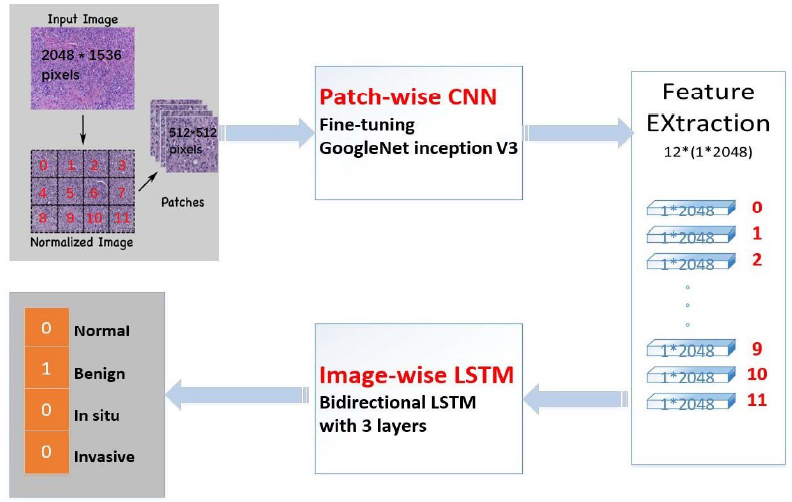 Input Image
2048 * 1536
pixels
0 1 2 3
4 5 6 7
8 9 10 11
Normalized Image
512*512
pixels
Patches
Patch-wise CNN
Fine-tuning
GoogleNet inception V3
Feature
EXtraction
12*(1*2048)
1*2048 0
1*2048 1
1*2048 2
1*2048 9
1*2048 10
1*2048 11
Image-wise LSTM
Bidirectional LSTM
with 3 layers
0 Normal
1 Benign
0 In situ
0 Invasive